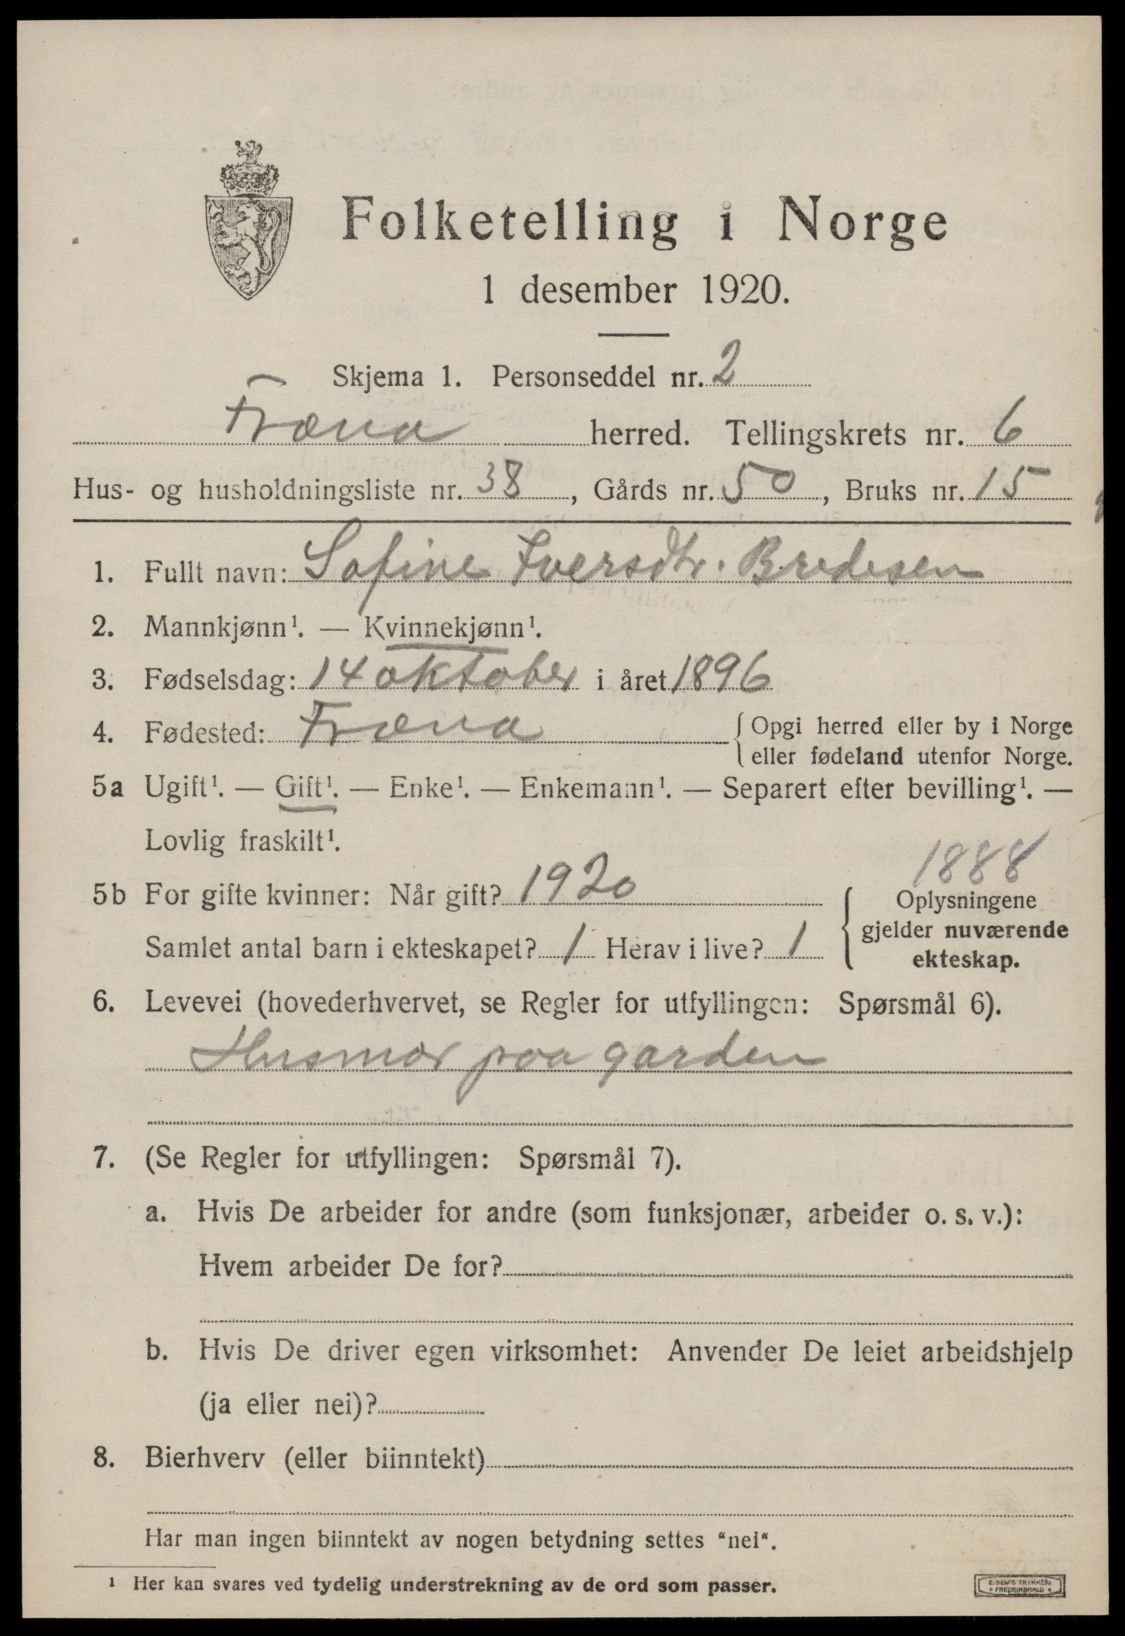 Folketelling i Norge
1 desember 1920.
Skjema 1. Personseddel nr. 2
Fræna herred. Tellingskrets nr. 6
Hus- og husholdningsliste nr. 38, Gårds nr. 50, Bruks nr. 15
1. Fullt navn: Sofine Iversdtr. Bredesen
2. Mannkjønn¹. — Kvinnekjønn¹.
3. Fødselsdag: 14 oktober i året 1896
4. Fødested: Fræna { Opgi herred eller by i Norge
eller fødeland utenfor Norge.
5a Ugift¹. — Gift¹. — Enke¹. — Enkemann¹. — Separert efter bevilling¹. —
Lovlig fraskilt¹.
1888
5b For gifte kvinner: Når gift? 1920
Samlet antal barn i ekteskapet? 1 Herav i live? 1
{ Oplysningene
gjelder nuværende
ekteskap.
6. Levevei (hovederhvervet, se Regler for utfyllingen: Spørsmål 6).
Husmor paa garden
7. (Se Regler for utfyllingen: Spørsmål 7).
a. Hvis De arbeider for andre (som funksjonær, arbeider o. s. v.):
Hvem arbeider De for?
b. Hvis De driver egen virksomhet: Anvender De leiet arbeidshjelp
(ja eller nei)?
8. Bierhverv (eller biinntekt)
Har man ingen biinntekt av nogen betydning settes "nei".
¹ Her kan svares ved tydelig understrekning av de ord som passer.